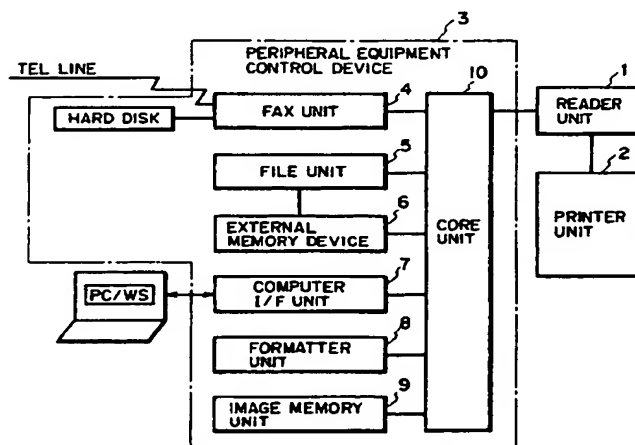 3
PERIPHERAL EQUIPMENT
CONTROL DEVICE
TEL LINE
4
10
1
HARD DISK
FAX UNIT
READER
UNIT
5
FILE UNIT
2
6
PRINTER
UNIT
EXTERNAL
MEMORY DEVICE
CORE
UNIT
7
PC/WS
COMPUTER
I/F UNIT
8
FORMATTER
UNIT
9
IMAGE MEMORY
UNIT